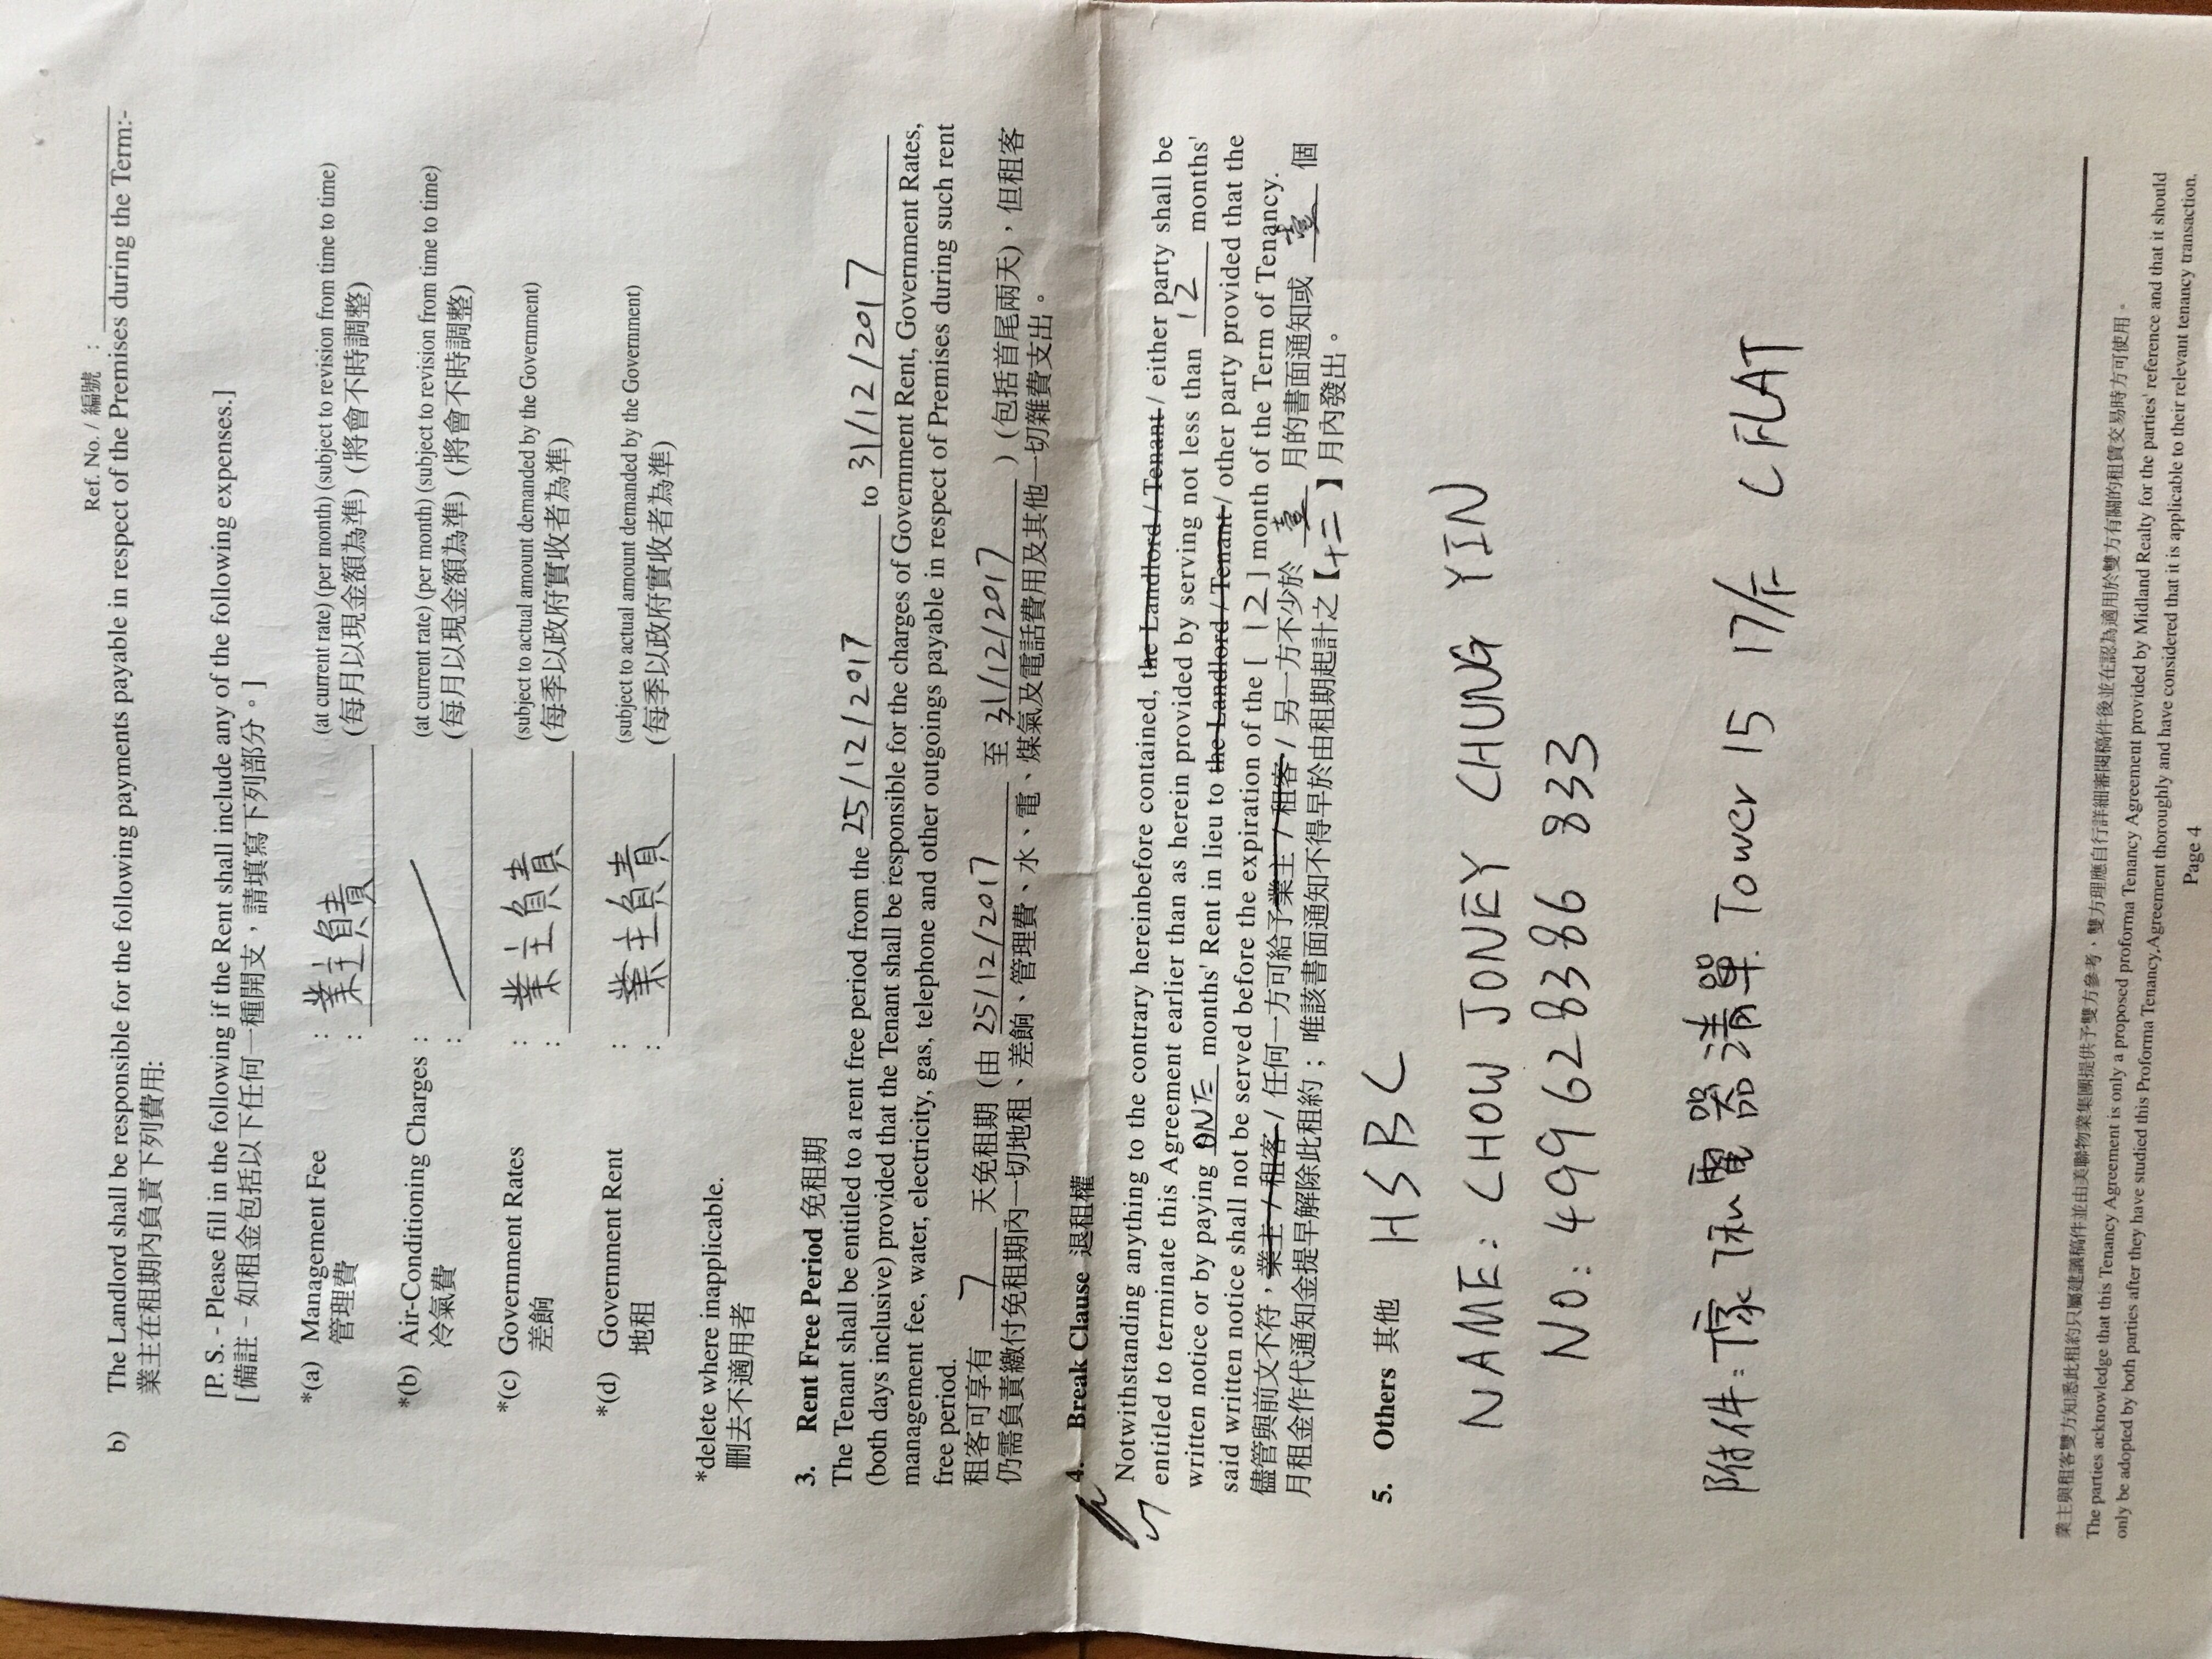 Ref. No. / 編號 :
b) The Landlord shall be responsible for the following payments payable in respect of the Premises during the Term:-
業主在租期內負責下列費用:
[P. S. - Please fill in the following if the Rent shall include any of the following expenses.]
[備註 – 如租金包括以下任何一種開支，請填寫下列部分。]
*(a) Management Fee : 業主負責 (at current rate) (per month) (subject to revision from time to time)
管理費 : (每月以現金額為準) (將會不時調整)
*(b) Air-Conditioning Charges : (at current rate) (per month) (subject to revision from time to time)
冷氣費 : (每月以現金額為準) (將會不時調整)
*(c) Government Rates : 業主負責 (subject to actual amount demanded by the Government)
差餉 : (每季以政府實收者為準)
*(d) Government Rent : 業主負責 (subject to actual amount demanded by the Government)
地租 : (每季以政府實收者為準)
*delete where inapplicable.
刪去不適用者
3. Rent Free Period 免租期
The Tenant shall be entitled to a rent free period from the 25/12/2017 to 31/12/2017
(both days inclusive) provided that the Tenant shall be responsible for the charges of Government Rent, Government Rates,
management fee, water, electricity, gas, telephone and other outgoings payable in respect of Premises during such rent
free period.
租客可享有 7 天免租期 (由 25/12/2017 至 31/12/2017 ) (包括首尾兩天)，但租客
仍需負責繳付免租期內一切地租、差餉、管理費、水、電、煤氣及電話費用及其他一切雜費支出。
4. Break Clause 退租權
Notwithstanding anything to the contrary hereinbefore contained, the Landlord / Tenant / either party shall be
entitled to terminate this Agreement earlier than as herein provided by serving not less than 12 months'
written notice or by paying ONE months' Rent in lieu to the Landlord / Tenant / other party provided that the
said written notice shall not be served before the expiration of the [ 12 ] month of the Term of Tenancy.
儘管與前文不符，業主 / 租客 / 任何一方可給予業主 / 租客 / 另一方不少於 壹 月的書面通知或 壹 個
月租金作代通知金提早解除此租約；唯該書面通知不得早於由租期起計之【十二】月內發出。
5. Others 其他 HSBC
NAME: CHOW JONEY CHUNG YIN
NO: 499 628386 833
附件: 傢俬電器清單 Tower 15 17/F C FLAT
業主與租客雙方知悉此租約只屬建議稿件並由美聯物業集團提供予雙方參考，雙方理應自行詳細審閱稿件後並在認為適用於雙方有關的租賃交易時方可使用。
The parties acknowledge that this Tenancy Agreement is only a proposed proforma Tenancy Agreement provided by Midland Realty for the parties' reference and that it should
only be adopted by both parties after they have studied this Proforma Tenancy Agreement thoroughly and have considered that it is applicable to their relevant tenancy transaction.
Page 4